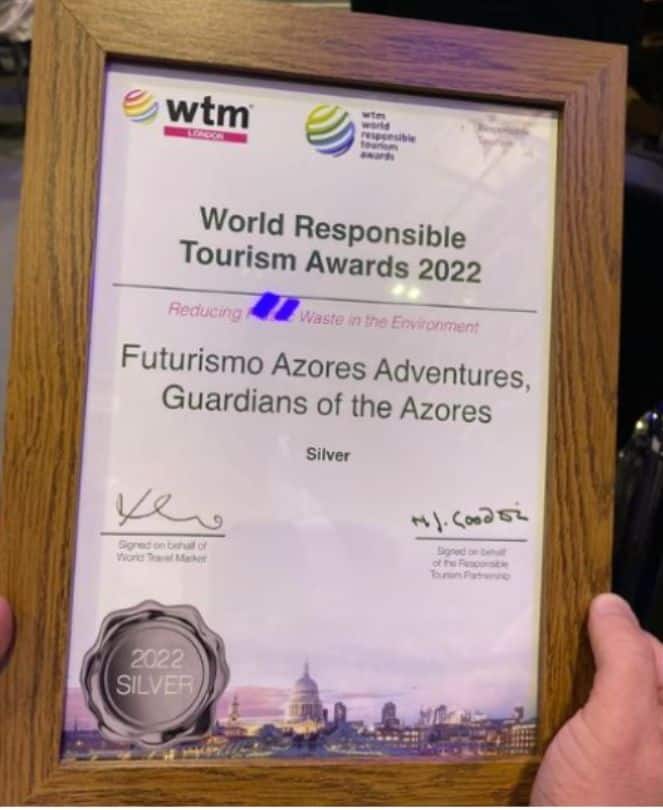 wtm
LONDON
wtm
world
responsible
tourism
awards
World Responsible
Tourism Awards 2022
Reducing Waste in the Environment
Futurismo Azores Adventures,
Guardians of the Azores
Silver
Signed on behalf of
World Travel Market
Signed on behalf
of the Responsible
Tourism Partnership
2022
SILVER